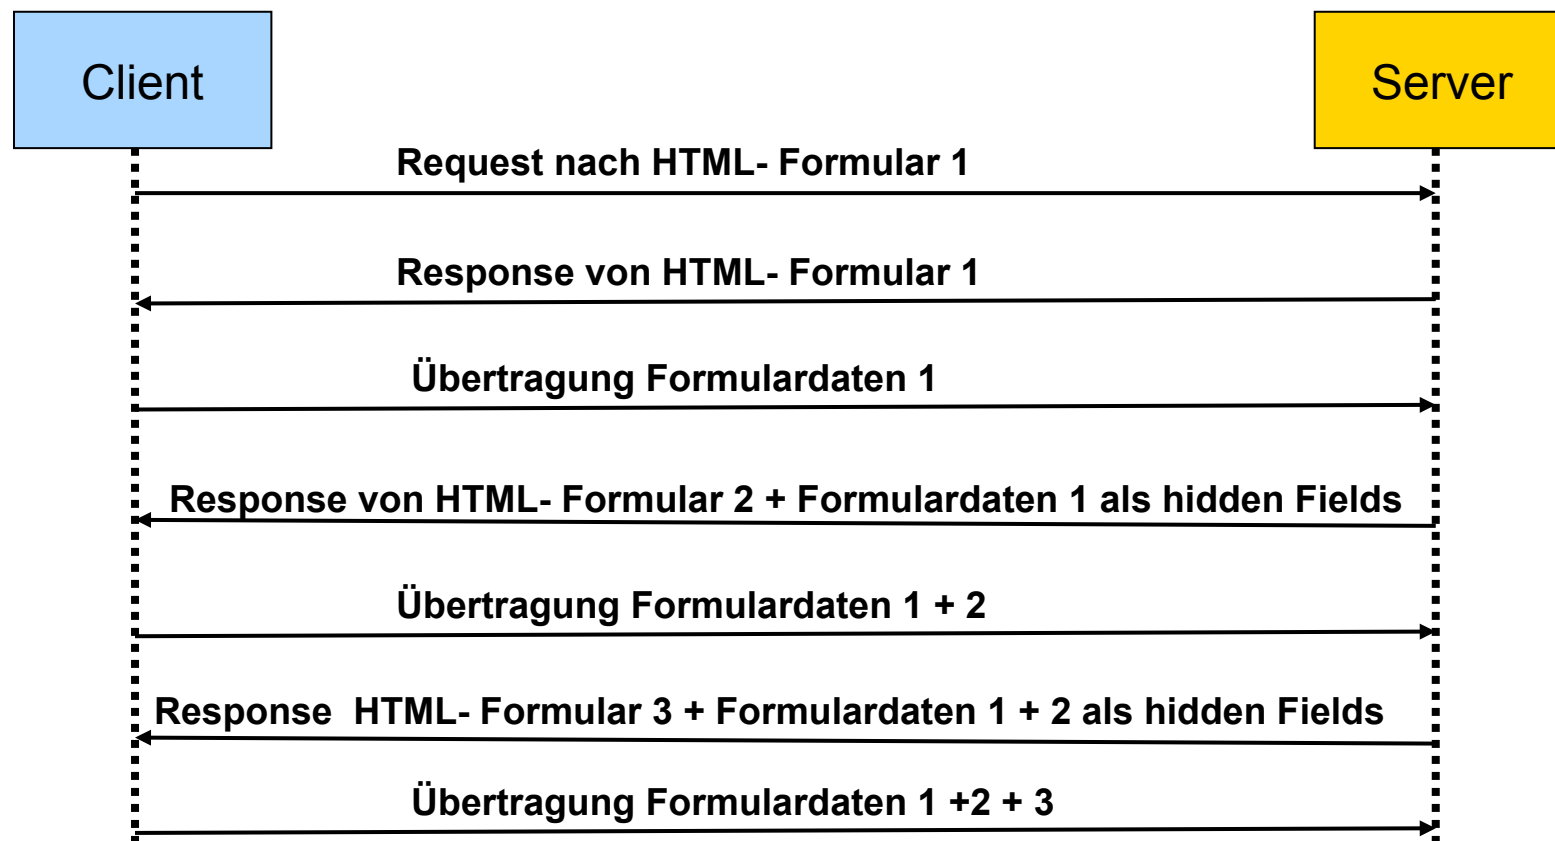 Client
Server
Request nach HTML- Formular 1
Response von HTML- Formular 1
Übertragung Formulardaten 1
Response von HTML- Formular 2 + Formulardaten 1 als hidden Fields
Übertragung Formulardaten 1 + 2
Response  HTML- Formular 3 + Formulardaten 1 + 2 als hidden Fields
Übertragung Formulardaten 1 +2 + 3